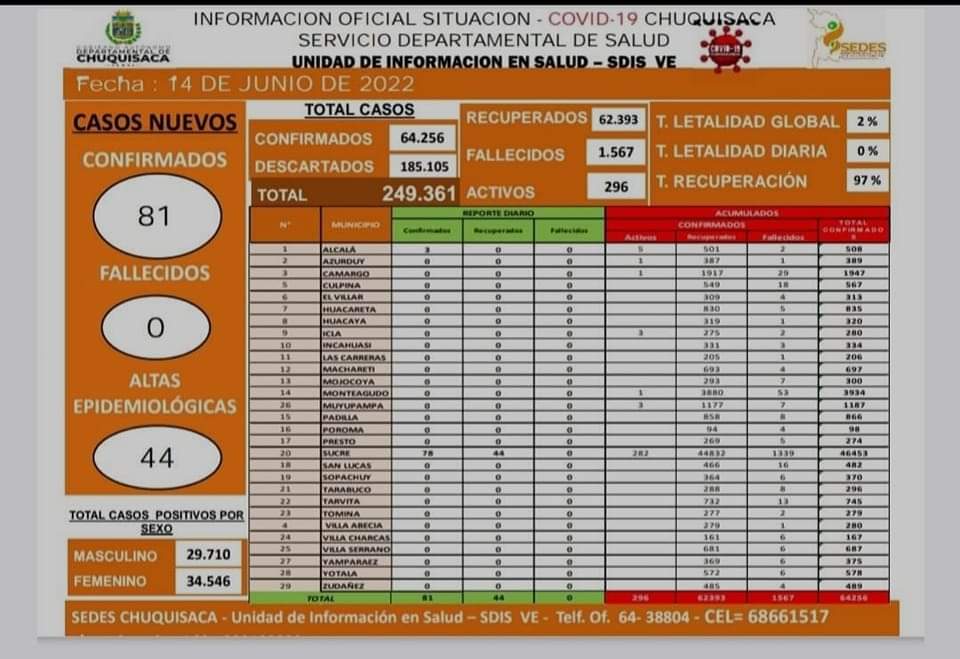 INFORMACION OFICIAL SITUACION - COVID-19 CHUQUISACA
SERVICIO DEPARTAMENTAL DE SALUD
UNIDAD DE INFORMACION EN SALUD – SDIS VE
DEPARTAMENTAL DE
CHUQUISACA
COVID-19
SEDES
Fecha : 14 DE JUNIO DE 2022
CASOS NUEVOS
CONFIRMADOS
81
FALLECIDOS
0
ALTAS
EPIDEMIOLÓGICAS
44
TOTAL CASOS POSITIVOS POR
SEXO
MASCULINO 29.710
FEMENINO 34.546
TOTAL CASOS
CONFIRMADOS 64.256
DESCARTADOS 185.105
TOTAL 249.361
RECUPERADOS 62.393
FALLECIDOS 1.567
ACTIVOS 296
T. LETALIDAD GLOBAL 2 %
T. LETALIDAD DIARIA 0 %
T. RECUPERACIÓN 97 %
N° MUNICIPIO REPORTE DIARIO ACUMULADOS
CONFIRMADOS TOTAL CONFIRMADOS
Confirmados Recuperados Fallecidos Activos Recuperados Fallecidos
1 ALCALÁ 3 0 0 5 501 2 508
2 AZURDUY 0 0 0 1 387 1 389
3 CAMARGO 0 0 0 1 1917 29 1947
5 CULPINA 0 0 0 549 18 567
6 EL VILLAR 0 0 0 309 4 313
7 HUACARETA 0 0 0 830 5 835
8 HUACAYA 0 0 0 319 1 320
9 ICLA 0 0 0 3 275 2 280
10 INCAHUASI 0 0 0 331 3 334
11 LAS CARRERAS 0 0 0 205 1 206
12 MACHARETI 0 0 0 693 4 697
13 MOJOCOYA 0 0 0 293 7 300
14 MONTEAGUDO 0 0 0 1 3880 53 3934
26 MUYUPAMPA 0 0 0 3 1177 7 1187
15 PADILLA 0 0 0 858 8 866
16 POROMA 0 0 0 94 4 98
17 PRESTO 0 0 0 269 5 274
20 SUCRE 78 44 0 282 44832 1339 46453
18 SAN LUCAS 0 0 0 466 16 482
19 SOPACHUY 0 0 0 364 6 370
21 TARABUCO 0 0 0 288 8 296
22 TARVITA 0 0 0 732 13 745
23 TOMINA 0 0 0 277 2 279
4 VILLA ABECIA 0 0 0 279 1 280
24 VILLA CHARCAS 0 0 0 161 6 167
25 VILLA SERRANO 0 0 0 681 6 687
27 YAMPARAEZ 0 0 0 369 6 375
28 YOTALA 0 0 0 572 6 578
29 ZUDAÑEZ 0 0 0 485 4 489
TOTAL 81 44 0 296 62393 1567 64256
SEDES CHUQUISACA - Unidad de Información en Salud – SDIS VE - Telf. Of. 64- 38804 - CEL= 68661517